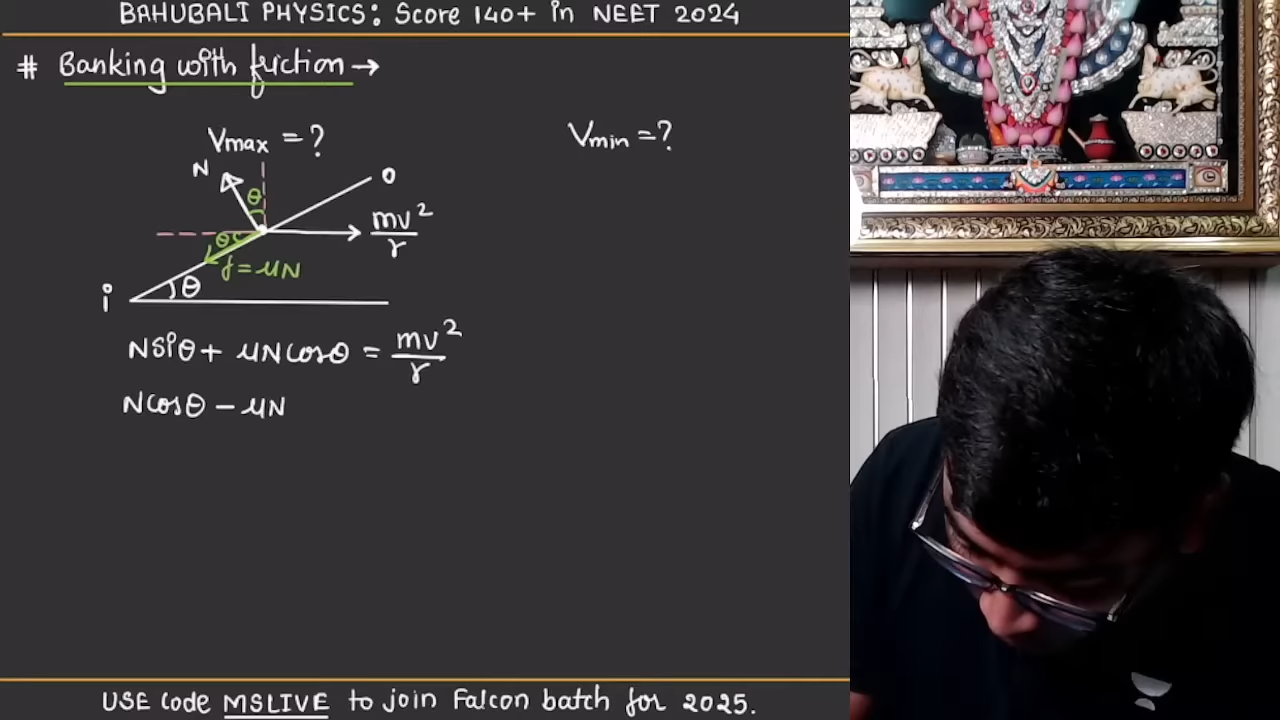 BAHUBALI PHYSICS: Score 140+ in NEET 2024
# Banking with friction →
Vmax = ?
Vmin = ?
N
θ
o
mv²/r
θ
f = μN
θ
i
Nsiθ + μNcosθ = mv²/r
Ncosθ - μN
USE Code MSLIVE to join Falcon batch for 2025.